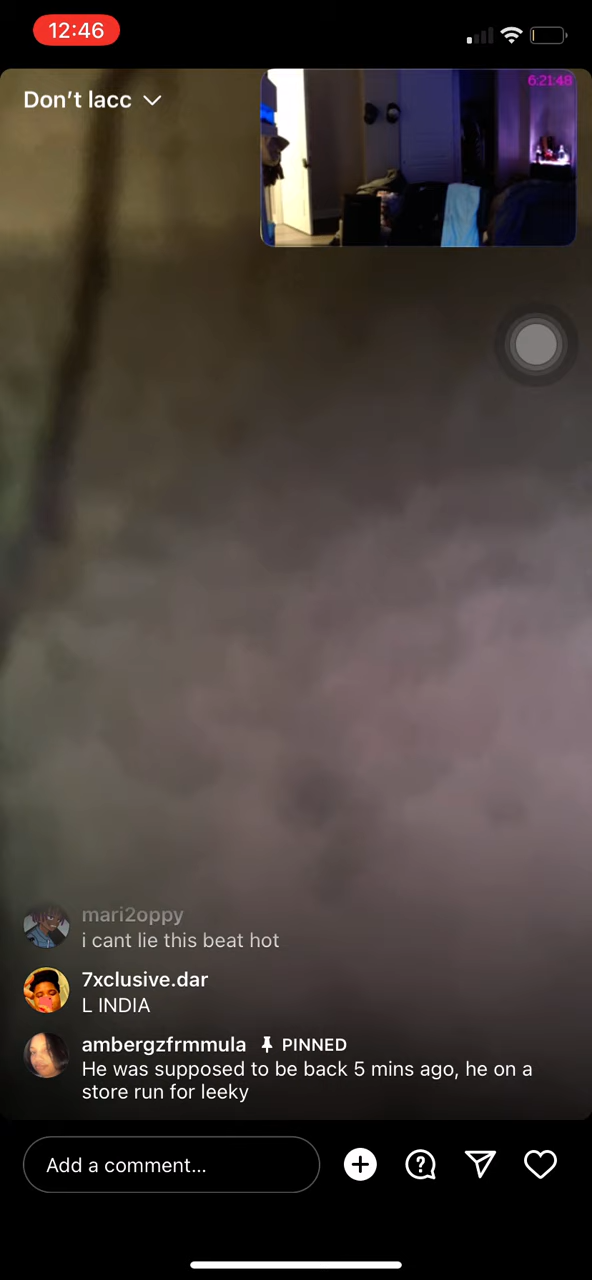 12:46
Don’t lacc
6:21:48
mari2oppy
i cant lie this beat hot
7xclusive.dar
L INDIA
ambergzfrmmula PINNED
He was supposed to be back 5 mins ago, he on a
store run for leeky
Add a comment...